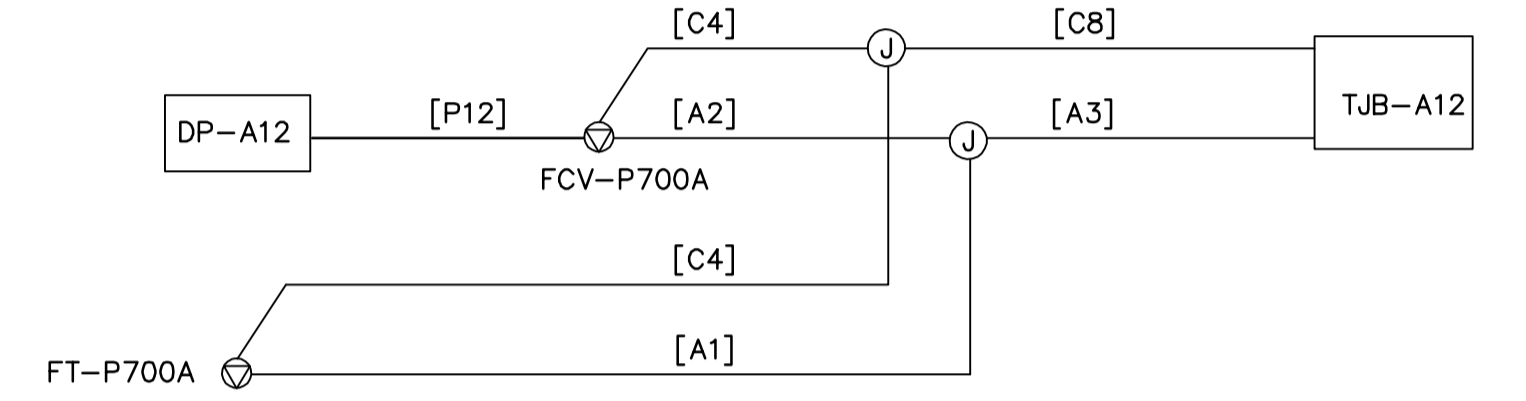 [C4]
[C8]
J
DP-A12
[P12]
[A2]
[A3]
TJB-A12
J
FCV-P700A
[C4]
[A1]
FT-P700A